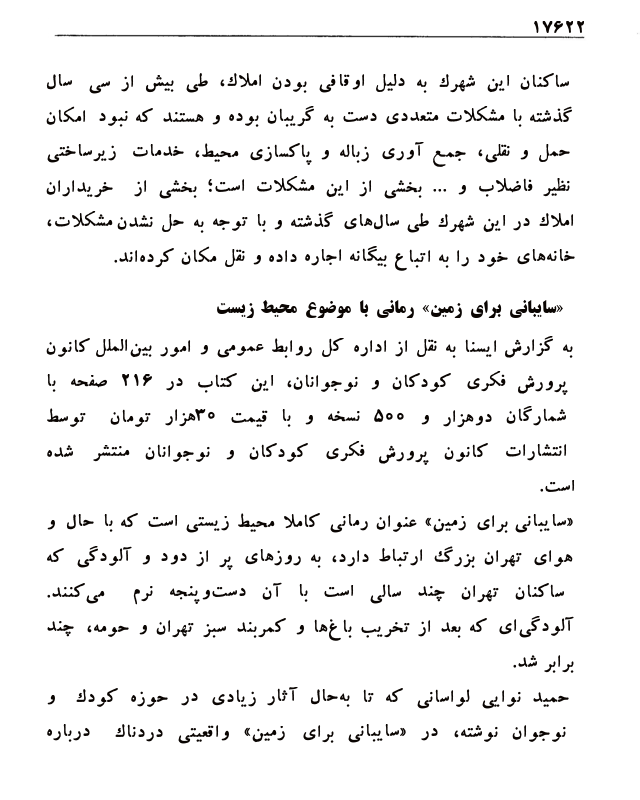 ۱۷۶۲۲
ساکنان این شهرك به دلیل اوقافی بودن املاك، طی بیش از سی سال
گذشته با مشکلات متعددی دست به گریبان بوده و هستند که نبود امکان
حمل و نقلی، جمع آوری زباله و پاکسازی محیط، خدمات زیرساختی
نظیر فاضلاب و ... بخشی از این مشکلات است؛ بخشی از خریداران
املاك در این شهرك طی سال‌های گذشته و با توجه به حل نشدن مشکلات،
خانه‌های خود را به اتباع بیگانه اجاره داده و نقل مکان کرده‌اند.
«سایبانی برای زمین» رمانی با موضوع محیط زیست
به گزارش ایسنا به نقل از اداره کل روابط عمومی و امور بین‌الملل کانون
پرورش فکری کودکان و نوجوانان، این کتاب در ۲۱۶ صفحه با
شمارگان دوهزار و ۵۰۰ نسخه و با قیمت ۳۰هزار تومان توسط
انتشارات کانون پرورش فکری کودکان و نوجوانان منتشر شده
است.
«سایبانی برای زمین» عنوان رمانی کاملا محیط زیستی است که با حال و
هوای تهران بزرگ ارتباط دارد، به روزهای پر از دود و آلودگی که
ساکنان تهران چند سالی است با آن دست‌وپنجه نرم می‌کنند.
آلودگی‌ای که بعد از تخریب باغ‌ها و کمربند سبز تهران و حومه، چند
برابر شد.
حمید نوایی لواسانی که تا به‌حال آثار زیادی در حوزه کودك و
نوجوان نوشته، در «سایبانی برای زمین» واقعیتی دردناك درباره